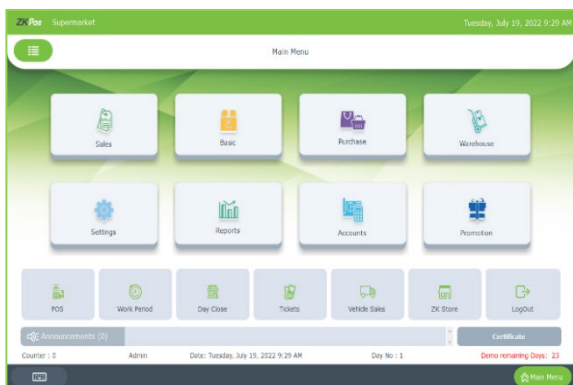 ZKPos Supermarket Tuesday, July 19, 2022 9:29 AM
Main Menu
Sales Basic Purchase Warehouse
Settings Reports Accounts Promotion
POS Work Period Day Close Tickets Vehicle Sales ZK Store LogOut
Announcements (0) Certificate
Counter : 0 Admin Date: Tuesday, July 19, 2022 9:29 AM Day No : 1 Demo remaining Days: 23
Main Menu